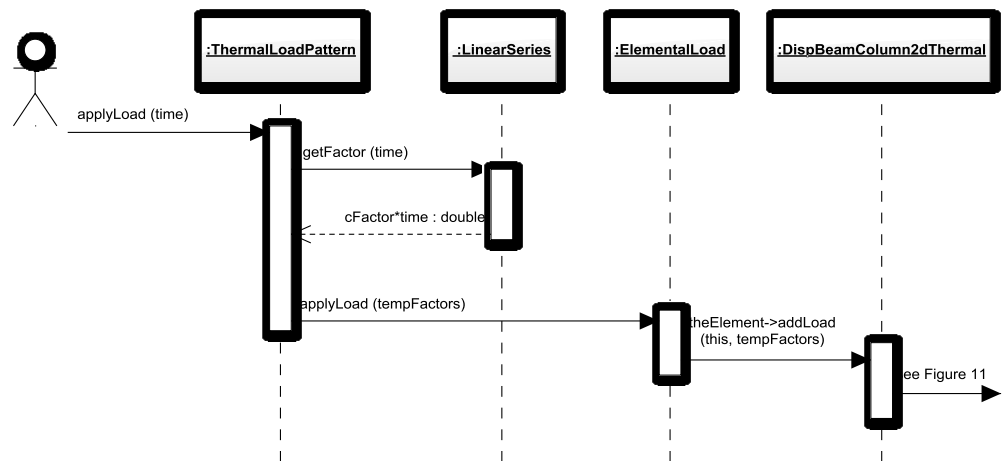 :ThermalLoadPattern
:LinearSeries
:ElementalLoad
:DispBeamColumn2dThermal
applyLoad (time)
getFactor (time)
cFactor*time : double
applyLoad (tempFactors)
theElement->addLoad
(this, tempFactors)
ee Figure 11